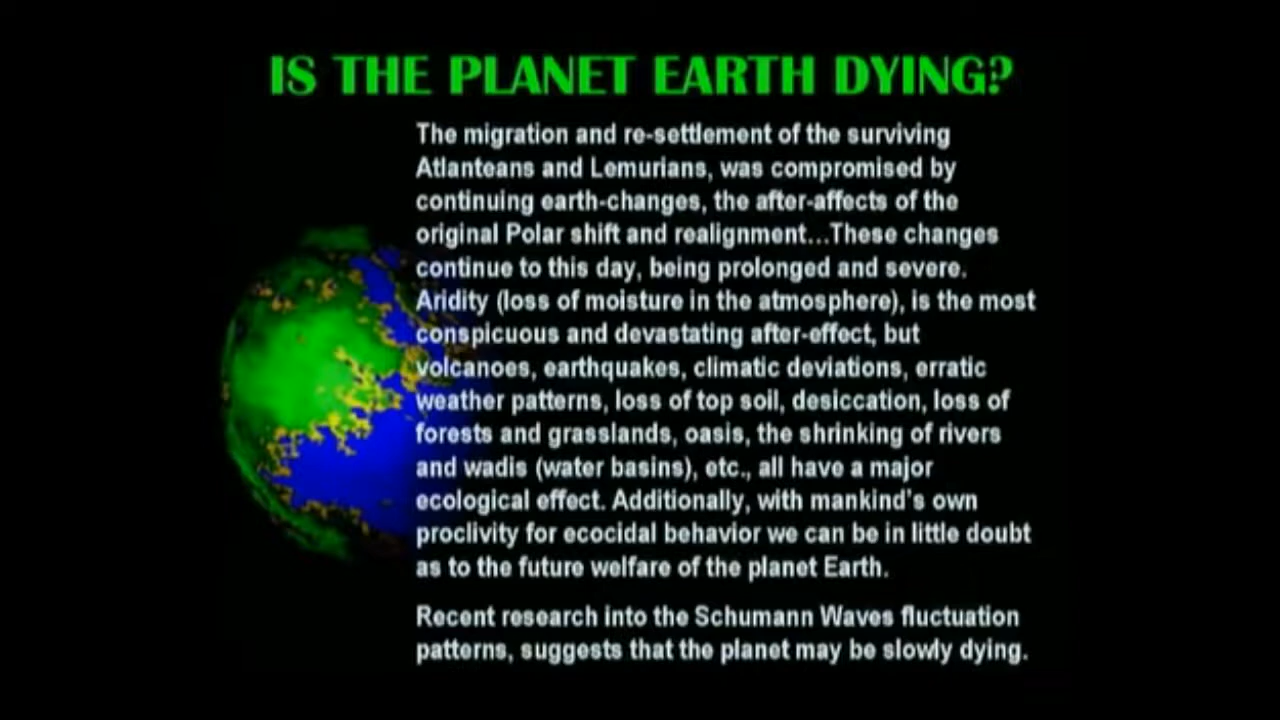 IS THE PLANET EARTH DYING?
The migration and re-settlement of the surviving
Atlanteans and Lemurians, was compromised by
continuing earth-changes, the after-affects of the
original Polar shift and realignment...These changes
continue to this day, being prolonged and severe.
Aridity (loss of moisture in the atmosphere), is the most
conspicuous and devastating after-effect, but
volcanoes, earthquakes, climatic deviations, erratic
weather patterns, loss of top soil, desiccation, loss of
forests and grasslands, oasis, the shrinking of rivers
and wadis (water basins), etc., all have a major
ecological effect. Additionally, with mankind's own
proclivity for ecocidal behavior we can be in little doubt
as to the future welfare of the planet Earth.
Recent research into the Schumann Waves fluctuation
patterns, suggests that the planet may be slowly dying.